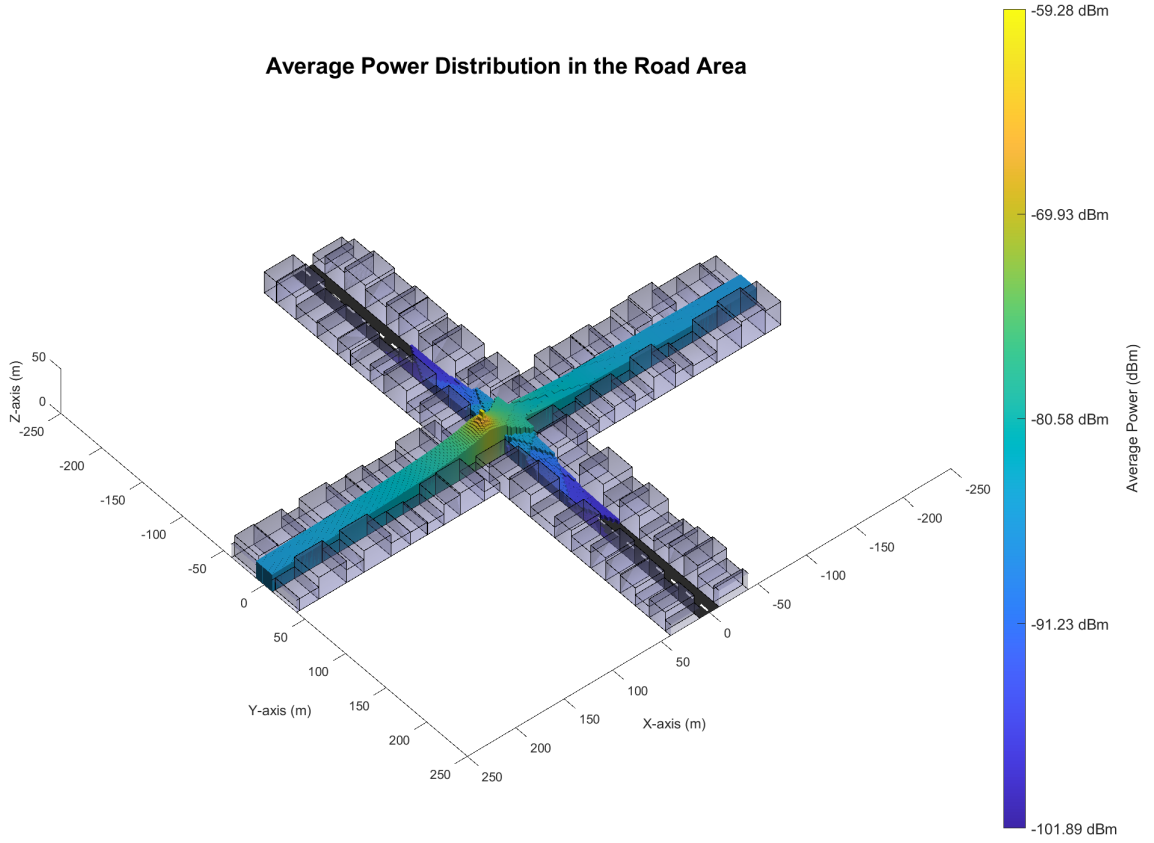 Average Power Distribution in the Road Area
-59.28 dBm
-69.93 dBm
-80.58 dBm
-91.23 dBm
-101.89 dBm
Average Power (dBm)
Z-axis (m)
50
0
-250
-200
-150
-100
-50
0
50
100
150
200
250
Y-axis (m)
-250
-200
-150
-100
-50
0
50
100
150
200
250
X-axis (m)